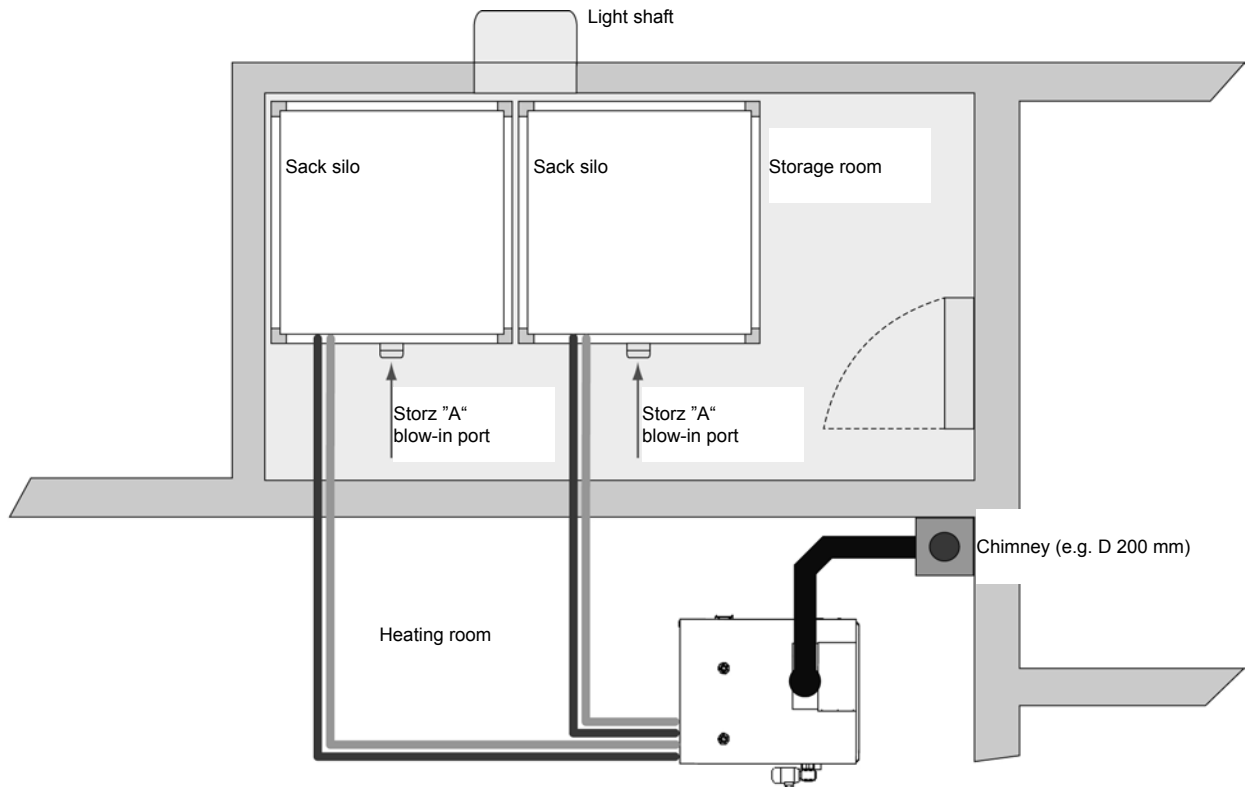 Light shaft
Sack silo
Sack silo
Storage room
Storz ”A“
blow-in port
Storz ”A“
blow-in port
Chimney (e.g. D 200 mm)
Heating room